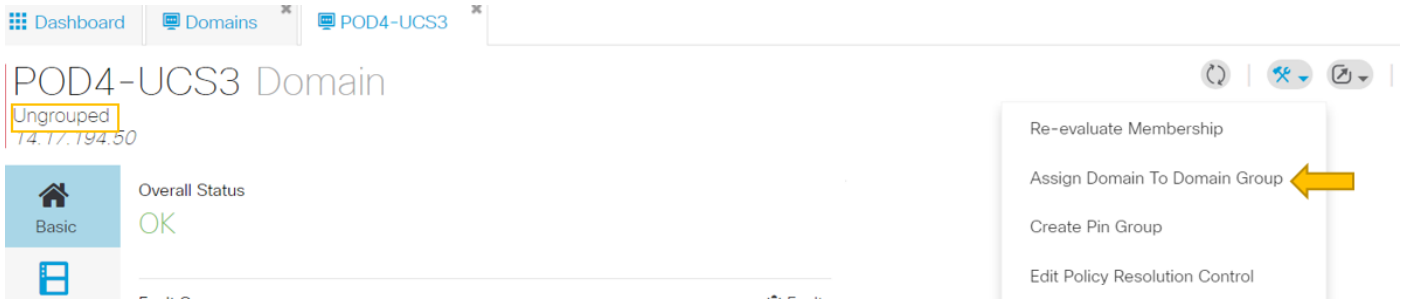 Dashboard Domains POD4-UCS3
POD4-UCS3 Domain
Ungrouped
14.17.194.50
Re-evaluate Membership
Assign Domain To Domain Group
Overall Status
OK
Basic
Create Pin Group
Edit Policy Resolution Control